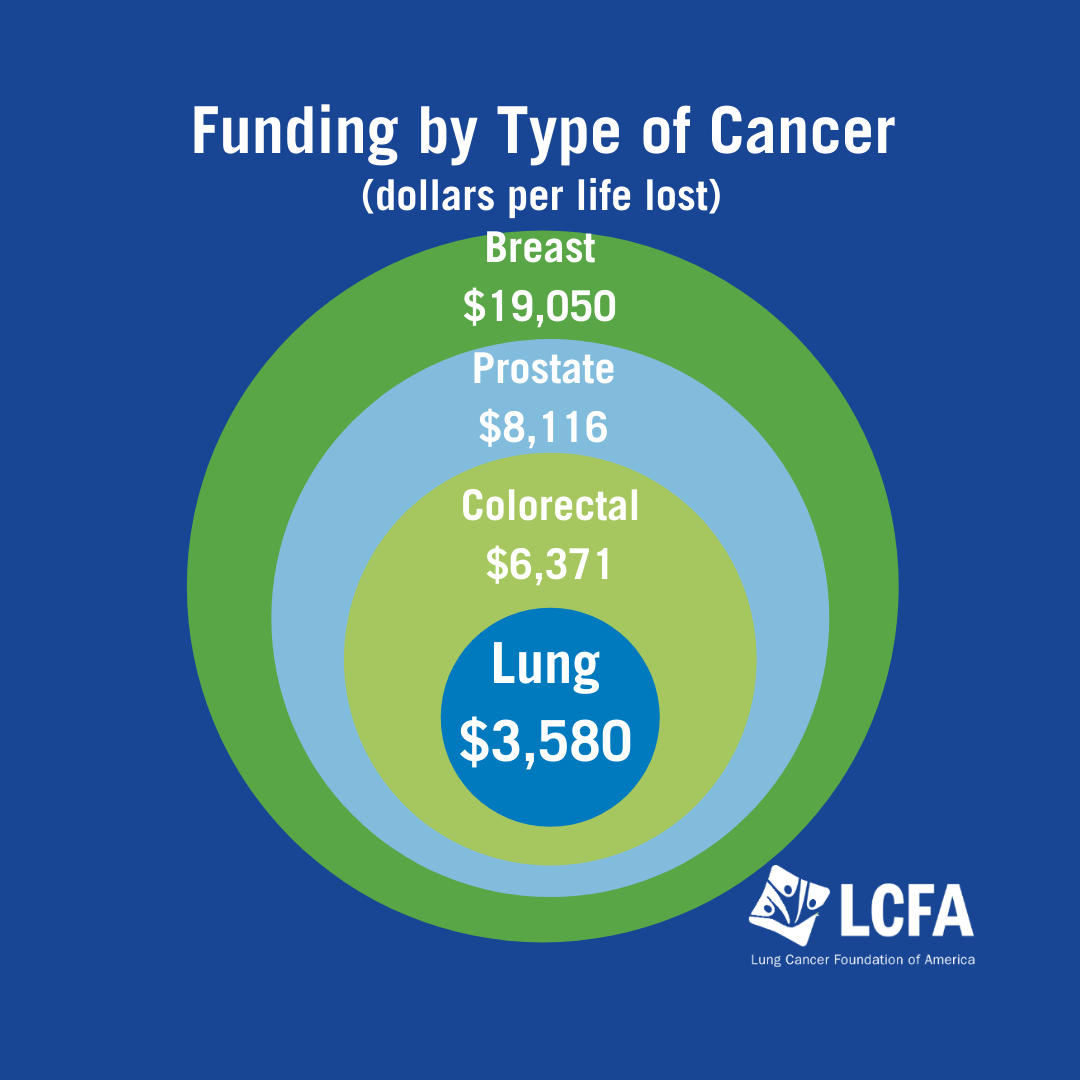 Funding by Type of Cancer
(dollars per life lost)
Breast
$19,050
Prostate
$8,116
Colorectal
$6,371
Lung
$3,580
LCFA
Lung Cancer Foundation of America